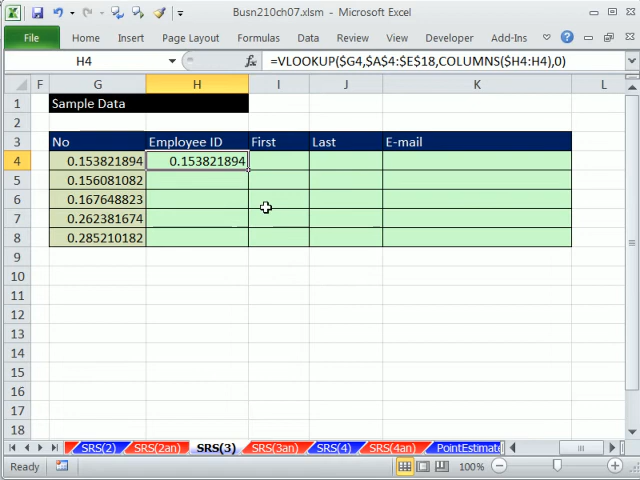 Busn210ch07.xlsm - Microsoft Excel
File Home Insert Page Layout Formulas Data Review View Developer Add-Ins
H4 fx =VLOOKUP($G4,$A$4:$E$18,COLUMNS($H4:H4),0)
F G H I J K L
1 Sample Data
2
3 No Employee ID First Last E-mail
4 0.153821894 0.153821894
5 0.156081082
6 0.167648823
7 0.262381674
8 0.285210182
9
10
11
12
13
14
15
16
17
18
SRS(2) SRS(2an) SRS(3) SRS(3an) SRS(4) SRS(4an) PointEstimate
Ready 100%